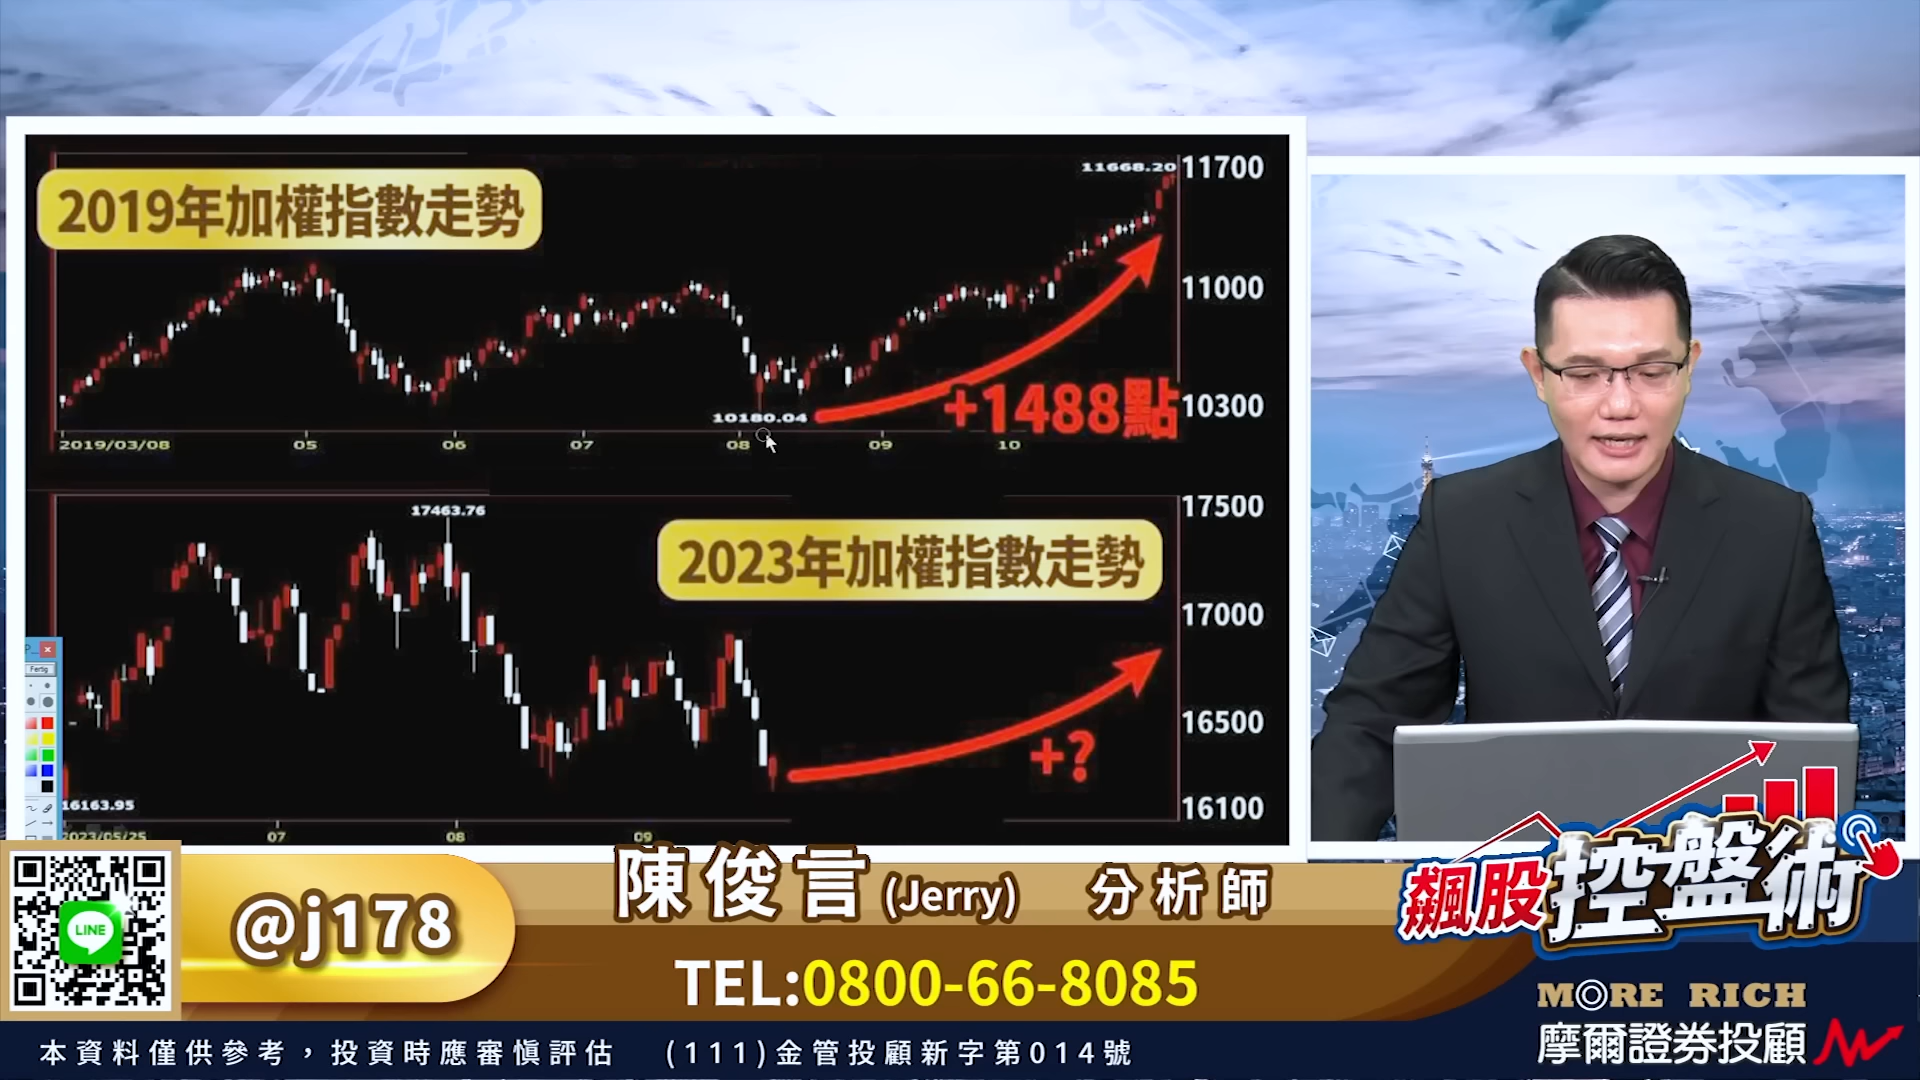 2019年加權指數走勢
11668.20
11700
11000
10300
10180.04
+1488點
2019/03/08 05 06 07 08 09 10
17463.76
2023年加權指數走勢
17500
17000
16500
16100
+?
16163.95
2023/05/25 07 08 09
Fertig
LINE
@j178
陳俊言 (Jerry) 分析師
TEL:0800-66-8085
飆股控盤術
MORE RICH
摩爾證券投顧
本資料僅供參考，投資時應審慎評估 (111)金管投顧新字第014號